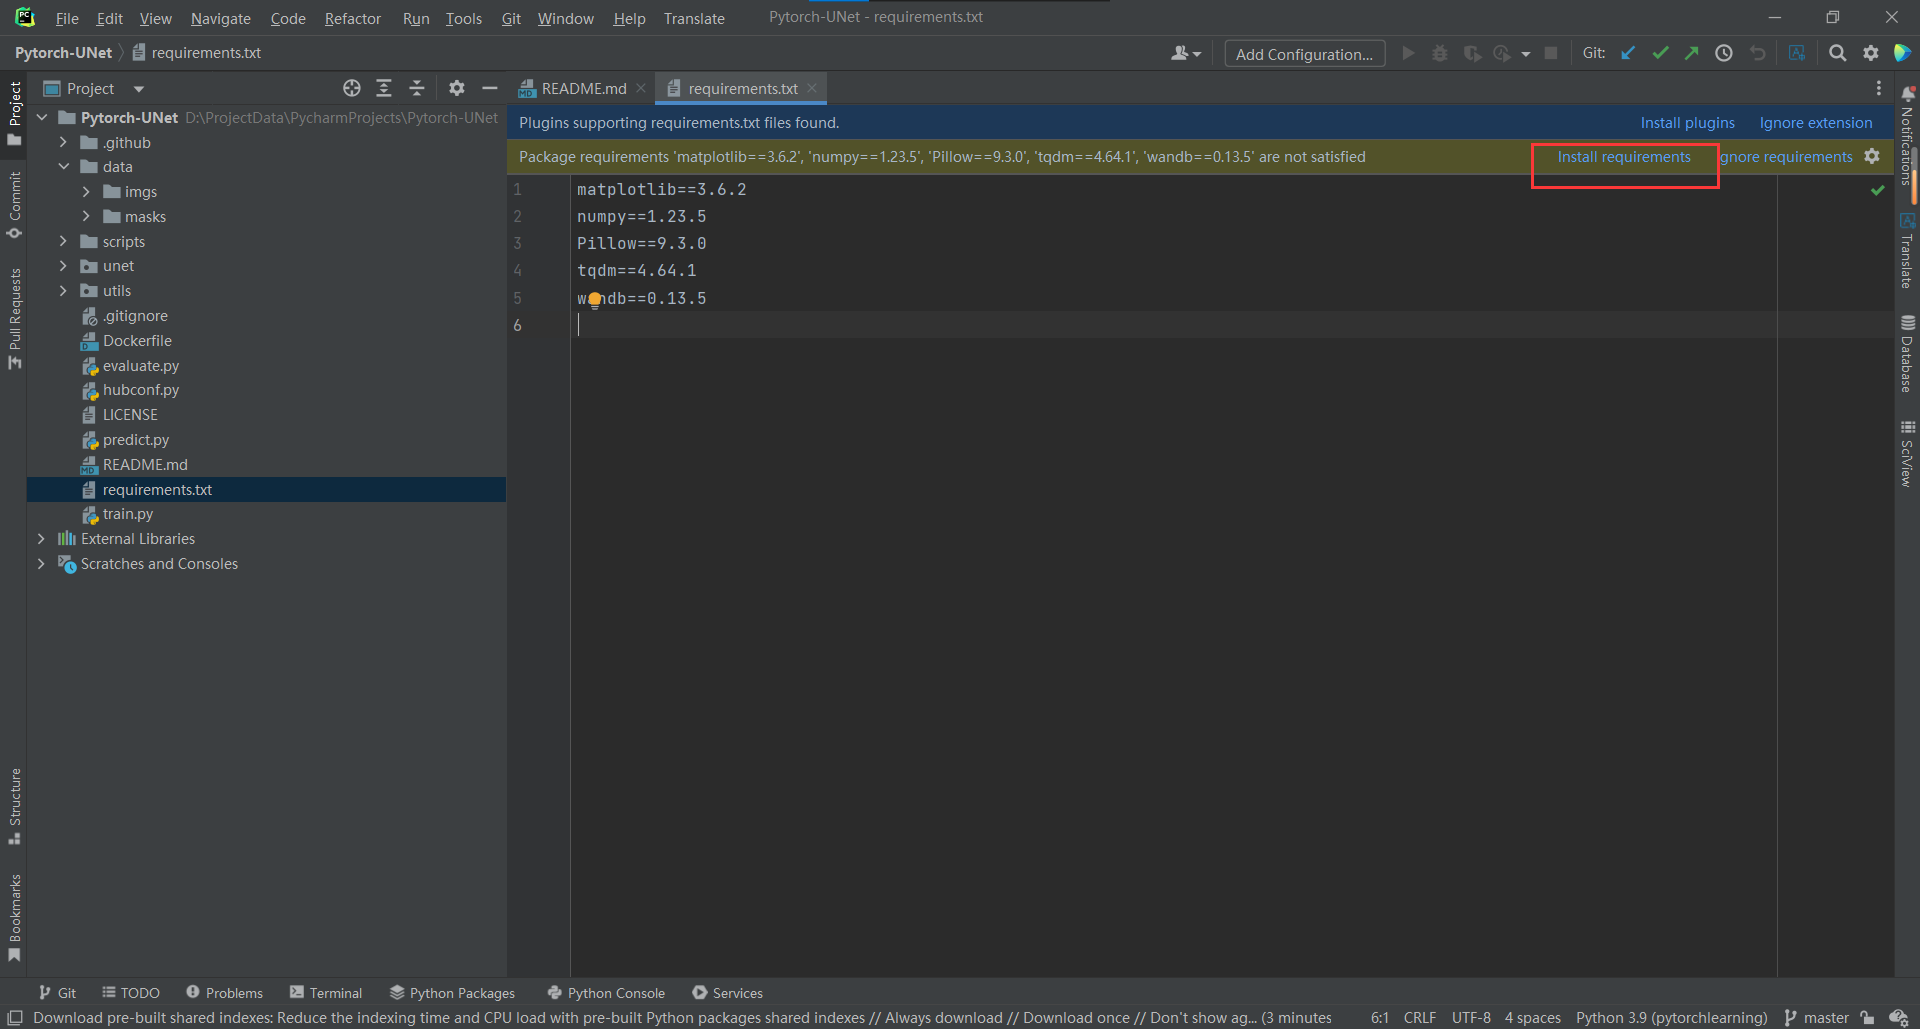 File Edit View Navigate Code Refactor Run Tools Git Window Help Translate Pytorch-UNet - requirements.txt
Pytorch-UNet requirements.txt Add Configuration... Git:
Project
README.md requirements.txt
Plugins supporting requirements.txt files found. Install plugins Ignore extension
Package requirements 'matplotlib==3.6.2', 'numpy==1.23.5', 'Pillow==9.3.0', 'tqdm==4.64.1', 'wandb==0.13.5' are not satisfied Install requirements gnore requirements
Pytorch-UNet D:\ProjectData\PycharmProjects\Pytorch-UNet
.github
data
imgs
masks
scripts
unet
utils
.gitignore
Dockerfile
evaluate.py
hubconf.py
LICENSE
predict.py
README.md
requirements.txt
train.py
External Libraries
Scratches and Consoles
1 matplotlib==3.6.2
2 numpy==1.23.5
3 Pillow==9.3.0
4 tqdm==4.64.1
5 wandb==0.13.5
6
Project
Commit
Pull Requests
Structure
Bookmarks
Notifications
Translate
Database
SciView
Git TODO Problems Terminal Python Packages Python Console Services
Download pre-built shared indexes: Reduce the indexing time and CPU load with pre-built Python packages shared indexes // Always download // Download once // Don't show ag... (3 minutes 6:1 CRLF UTF-8 4 spaces Python 3.9 (pytorchlearning) master